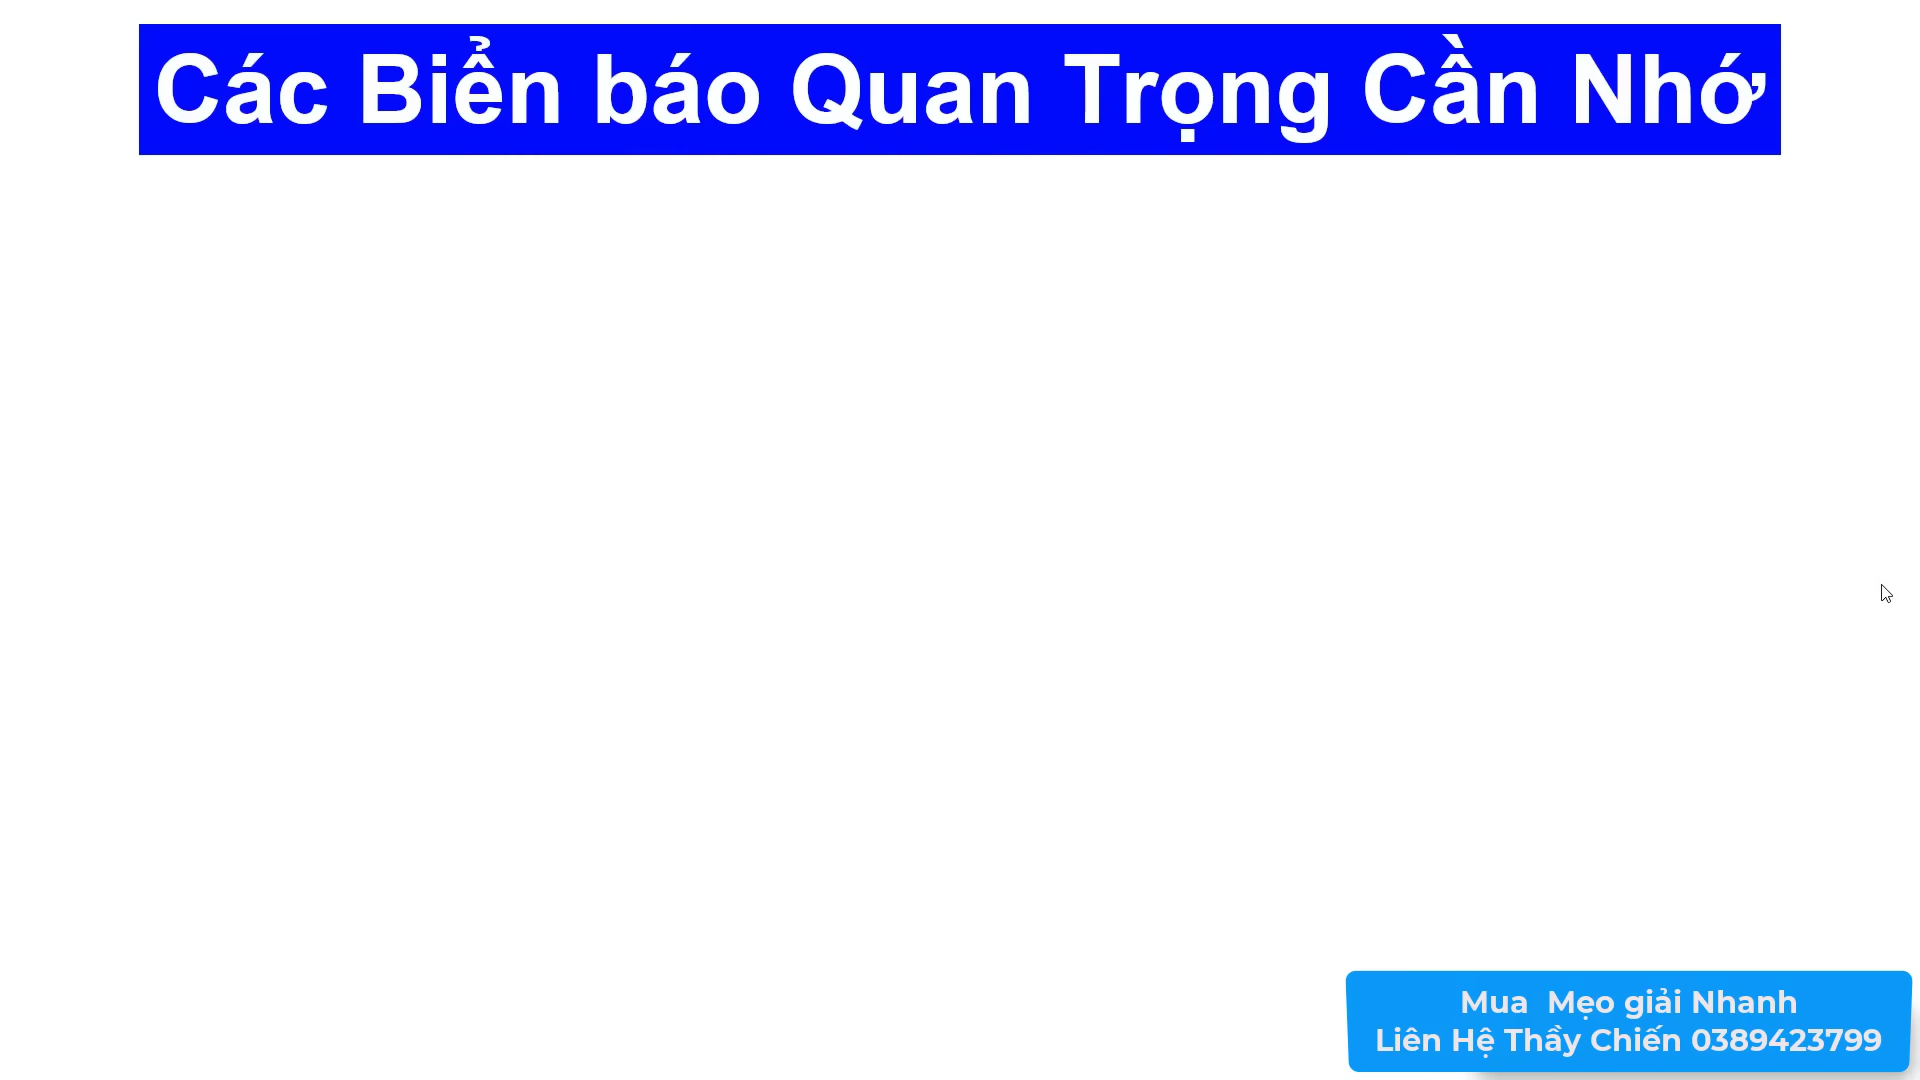 Các Biển báo Quan Trọng Cần Nhớ
Mua Mẹo giải Nhanh
Liên Hệ Thầy Chiến 0389423799